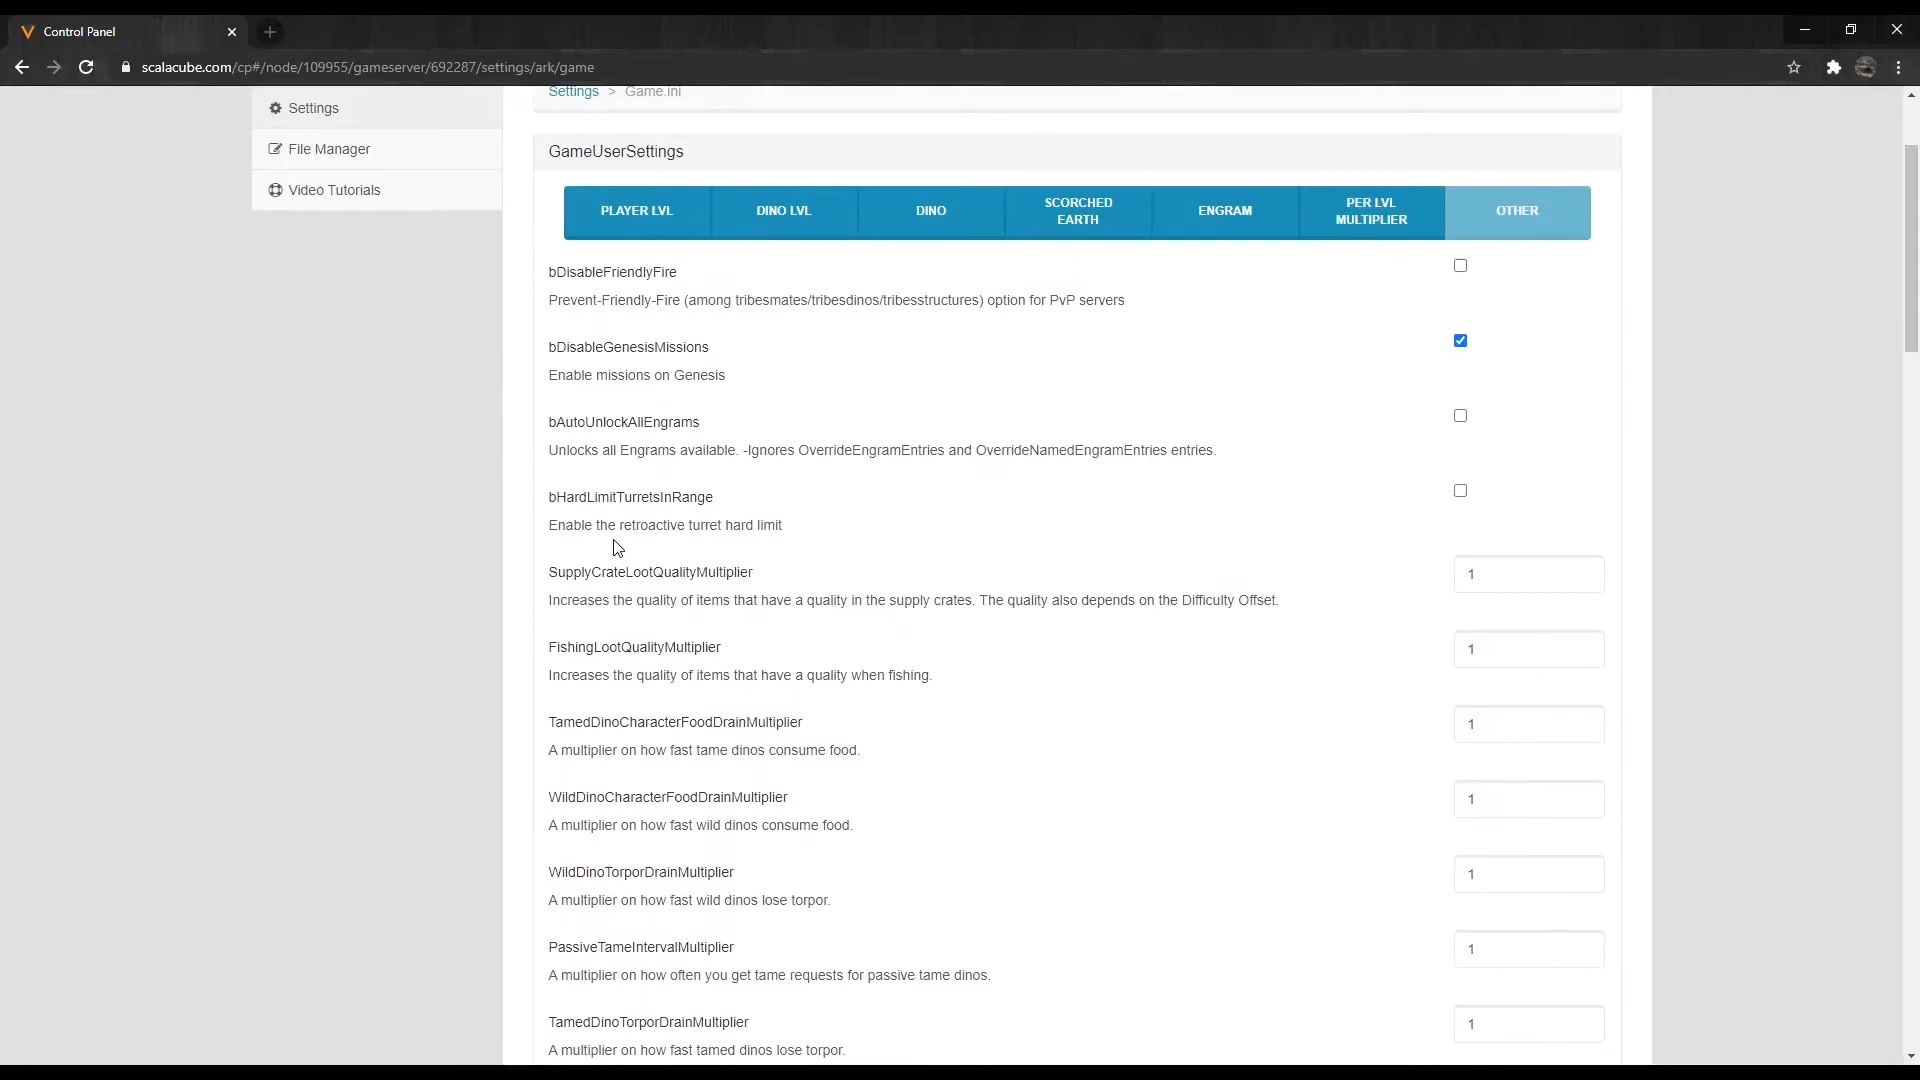 Control Panel
scalacube.com/cp#/node/109955/gameserver/692287/settings/ark/game
Settings > Game.ini
Settings
File Manager
Video Tutorials
GameUserSettings
PLAYER LVL
DINO LVL
DINO
SCORCHED
EARTH
ENGRAM
PER LVL
MULTIPLIER
OTHER
bDisableFriendlyFire
Prevent-Friendly-Fire (among tribesmates/tribesdinos/tribesstructures) option for PvP servers
bDisableGenesisMissions
Enable missions on Genesis
bAutoUnlockAllEngrams
Unlocks all Engrams available. -Ignores OverrideEngramEntries and OverrideNamedEngramEntries entries.
bHardLimitTurretsInRange
Enable the retroactive turret hard limit
SupplyCrateLootQualityMultiplier
1
Increases the quality of items that have a quality in the supply crates. The quality also depends on the Difficulty Offset.
FishingLootQualityMultiplier
1
Increases the quality of items that have a quality when fishing.
TamedDinoCharacterFoodDrainMultiplier
1
A multiplier on how fast tame dinos consume food.
WildDinoCharacterFoodDrainMultiplier
1
A multiplier on how fast wild dinos consume food.
WildDinoTorporDrainMultiplier
1
A multiplier on how fast wild dinos lose torpor.
PassiveTameIntervalMultiplier
1
A multiplier on how often you get tame requests for passive tame dinos.
TamedDinoTorporDrainMultiplier
1
A multiplier on how fast tamed dinos lose torpor.